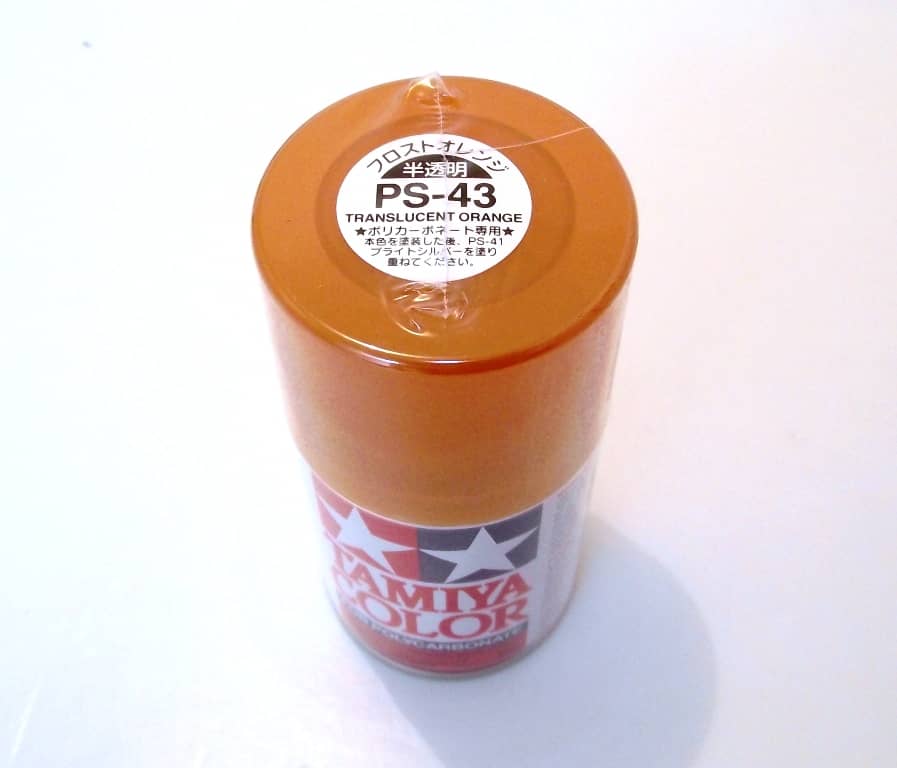 フロストオレンジ
半透明
PS-43
TRANSLUCENT ORANGE
★ポリカーボネート専用★
本色を塗装した後、PS-41
ブライトシルバーを塗り
重ねてください。
TAMIYA
COLOR
POLYCARBONATE